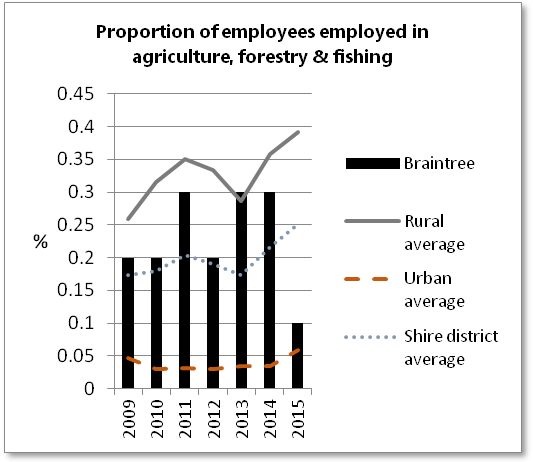 Proportion of employees employed in
agriculture, forestry & fishing
%
0.45
0.4
0.35
0.3
0.25
0.2
0.15
0.1
0.05
0
2009
2010
2011
2012
2013
2014
2015
Braintree
Rural
average
Urban
average
Shire district
average